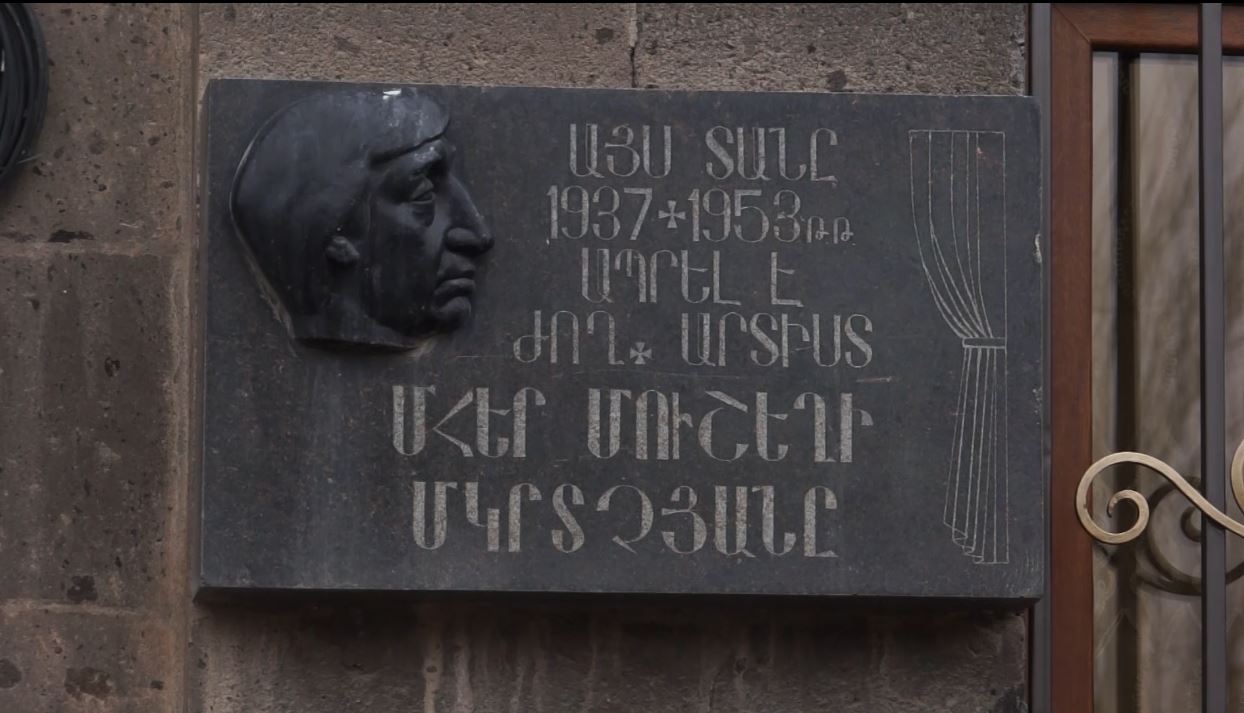 ԱՅՍ ՏԱՆԸ
1937÷1953թթ
ԱՊՐԵԼ Է
ԺՈՂ. ԱՐՏԻՍՏ
ՄՀԵՐ ՄՈՒՇԵՂԻ
ՄԿՐՏՉՅԱՆԸ